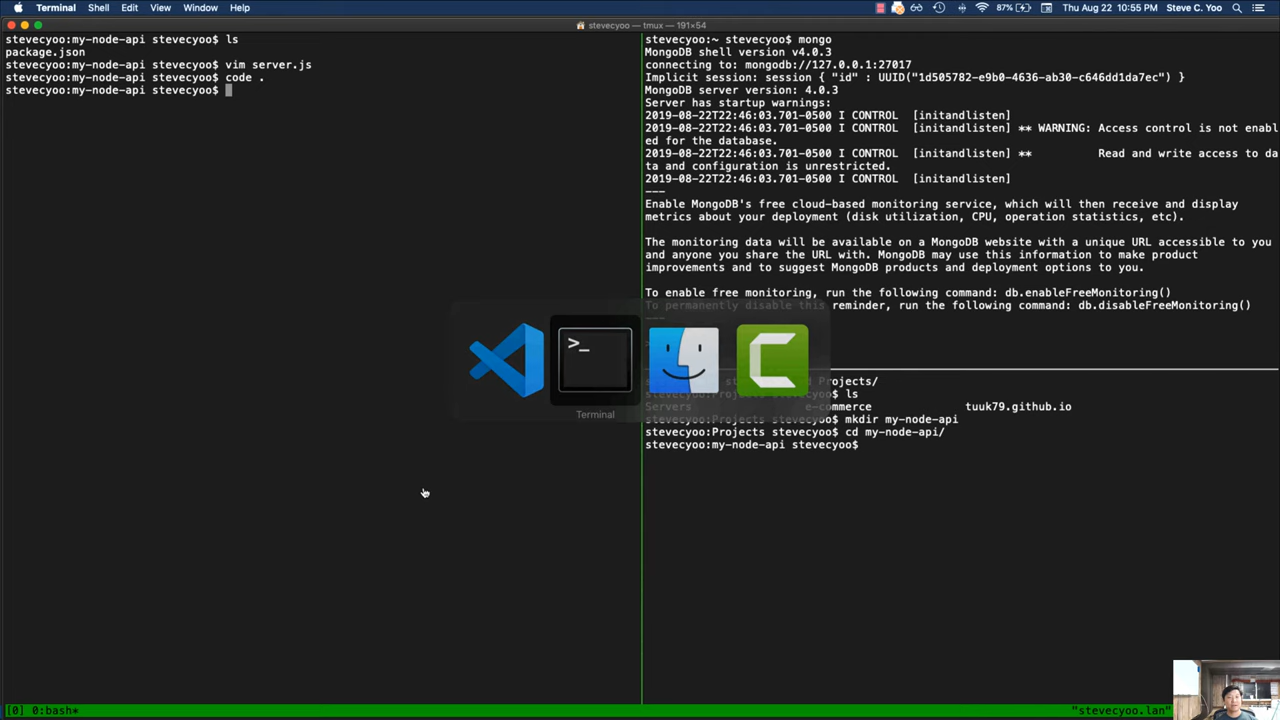 Terminal Shell Edit View Window Help 87% Thu Aug 22 10:55 PM Steve C. Yoo
stevecyoo — tmux — 191×54
stevecyoo:my-node-api stevecyoo$ ls
package.json
stevecyoo:my-node-api stevecyoo$ vim server.js
stevecyoo:my-node-api stevecyoo$ code .
stevecyoo:my-node-api stevecyoo$
stevecyoo:~ stevecyoo$ mongo
MongoDB shell version v4.0.3
connecting to: mongodb://127.0.0.1:27017
Implicit session: session { "id" : UUID("1d505782-e9b0-4636-ab30-c646dd1da7ec") }
MongoDB server version: 4.0.3
Server has startup warnings:
2019-08-22T22:46:03.701-0500 I CONTROL  [initandlisten]
2019-08-22T22:46:03.701-0500 I CONTROL  [initandlisten] ** WARNING: Access control is not enabl
ed for the database.
2019-08-22T22:46:03.701-0500 I CONTROL  [initandlisten] **          Read and write access to da
ta and configuration is unrestricted.
2019-08-22T22:46:03.701-0500 I CONTROL  [initandlisten]
---
Enable MongoDB's free cloud-based monitoring service, which will then receive and display
metrics about your deployment (disk utilization, CPU, operation statistics, etc).
The monitoring data will be available on a MongoDB website with a unique URL accessible to you
and anyone you share the URL with. MongoDB may use this information to make product
improvements and to suggest MongoDB products and deployment options to you.
To enable free monitoring, run the following command: db.enableFreeMonitoring()
To permanently disable this reminder, run the following command: db.disableFreeMonitoring()
---
>_
Terminal
Projects/
ls
Servers e-commerce tuuk79.github.io
stevecyoo:Projects stevecyoo$ mkdir my-node-api
stevecyoo:Projects stevecyoo$ cd my-node-api/
stevecyoo:my-node-api stevecyoo$
[0] 0:bash* "stevecyoo.lan"